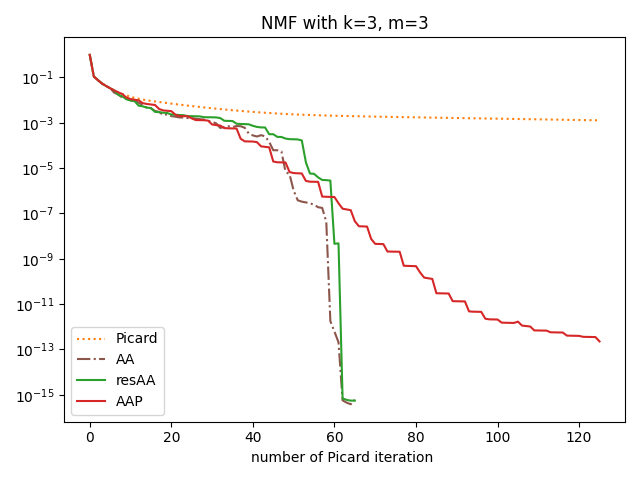 NMF with k=3, m=3
10⁻¹
10⁻³
10⁻⁵
10⁻⁷
10⁻⁹
10⁻¹¹
10⁻¹³
10⁻¹⁵
Picard
AA
resAA
AAP
0 20 40 60 80 100 120
number of Picard iteration